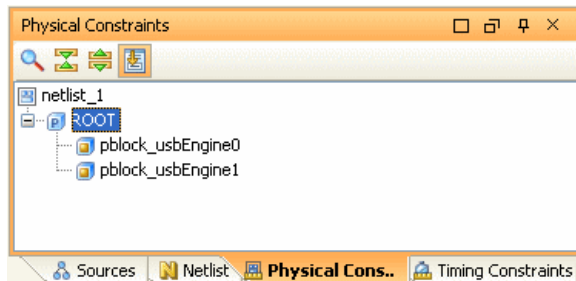 Physical Constraints
netlist_1
ROOT
pblock_usbEngine0
pblock_usbEngine1
Sources Netlist Physical Cons.. Timing Constraints